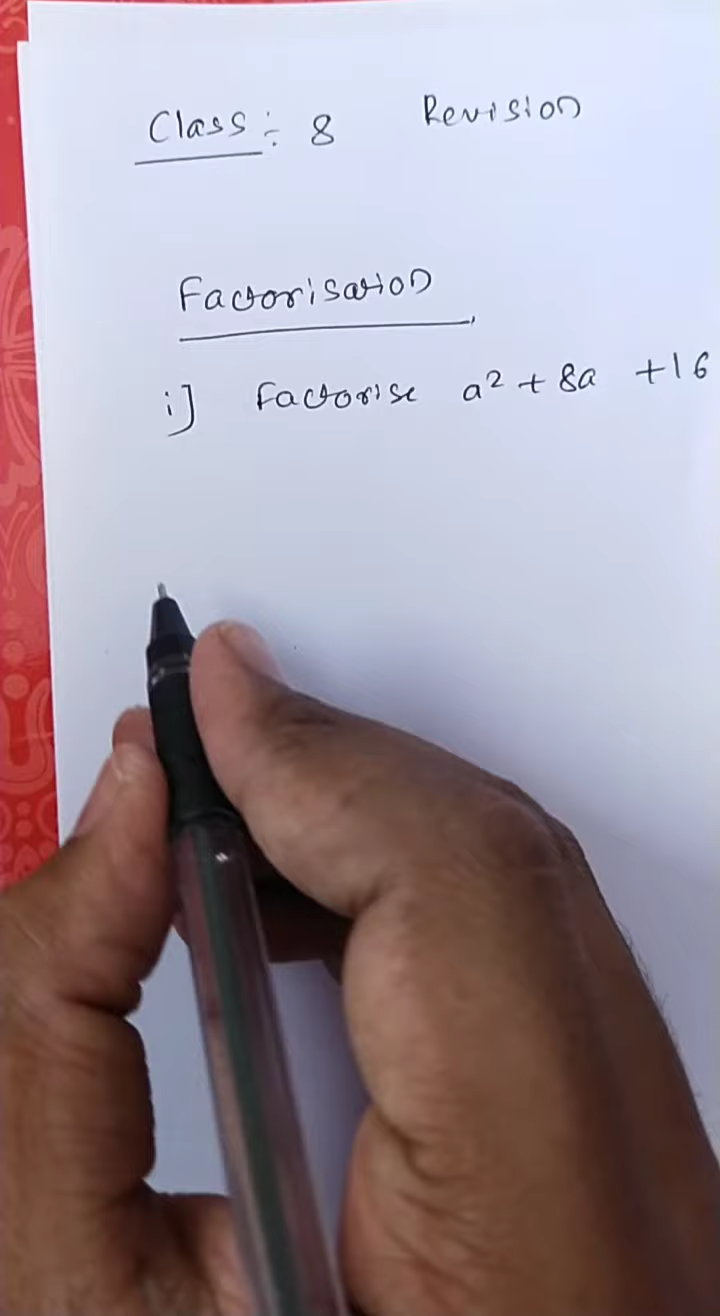 Class:- 8 Revision
Factorisation
i] Factorise a² + 8a +16